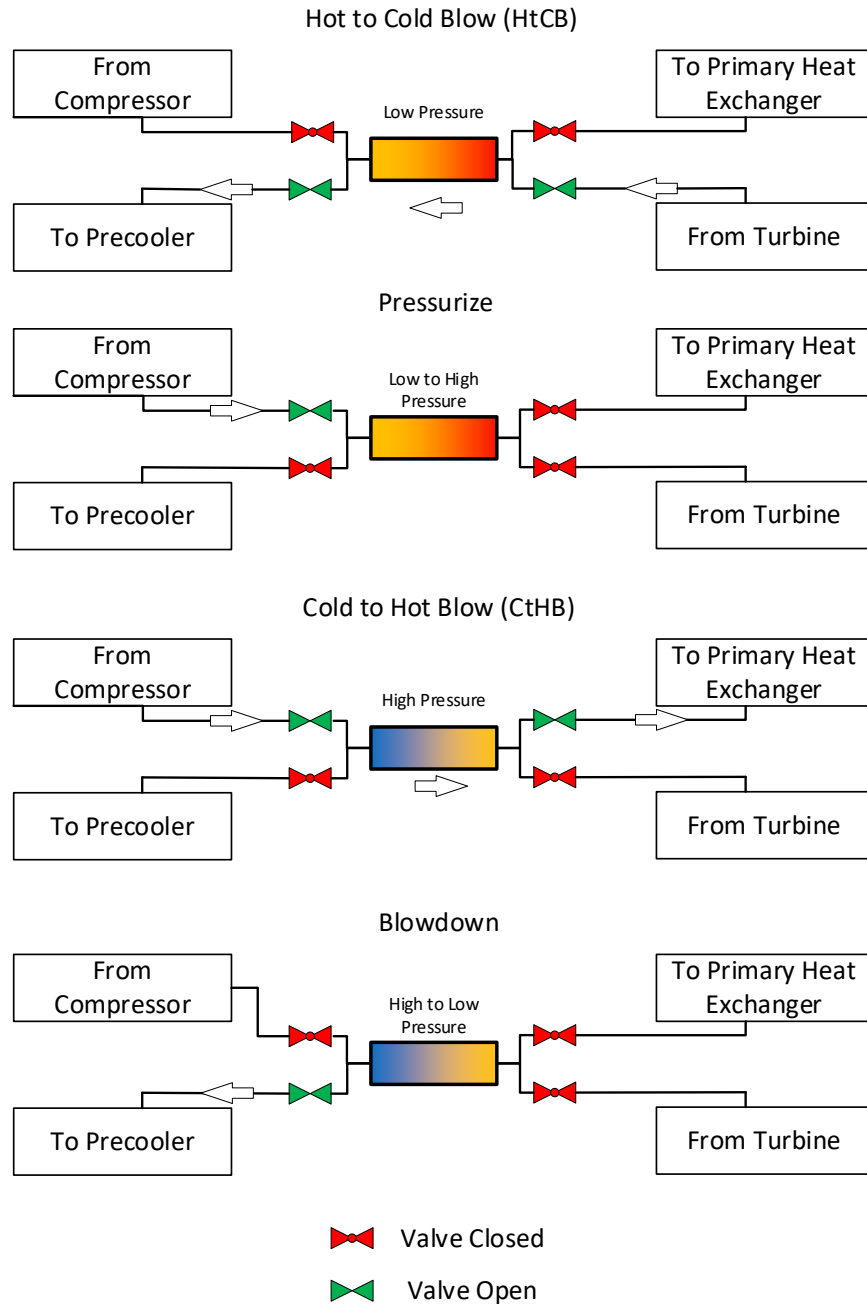 Hot to Cold Blow (HtCB)
From
Compressor
To Primary Heat
Exchanger
Low Pressure
To Precooler
From Turbine
Pressurize
From
Compressor
To Primary Heat
Exchanger
Low to High
Pressure
To Precooler
From Turbine
Cold to Hot Blow (CtHB)
From
Compressor
To Primary Heat
Exchanger
High Pressure
To Precooler
From Turbine
Blowdown
From
Compressor
To Primary Heat
Exchanger
High to Low
Pressure
To Precooler
From Turbine
Valve Closed
Valve Open